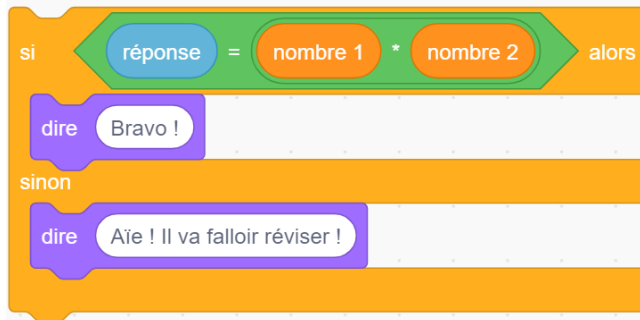 si réponse = nombre 1 * nombre 2 alors
dire Bravo !
sinon
dire Aïe ! Il va falloir réviser !